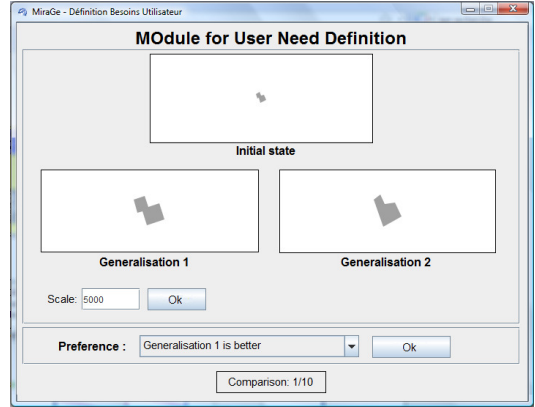 MiraGe - Définition Besoins Utilisateur
MOdule for User Need Definition
Initial state
Generalisation 1
Generalisation 2
Scale: 5000 Ok
Preference : Generalisation 1 is better Ok
Comparison: 1/10